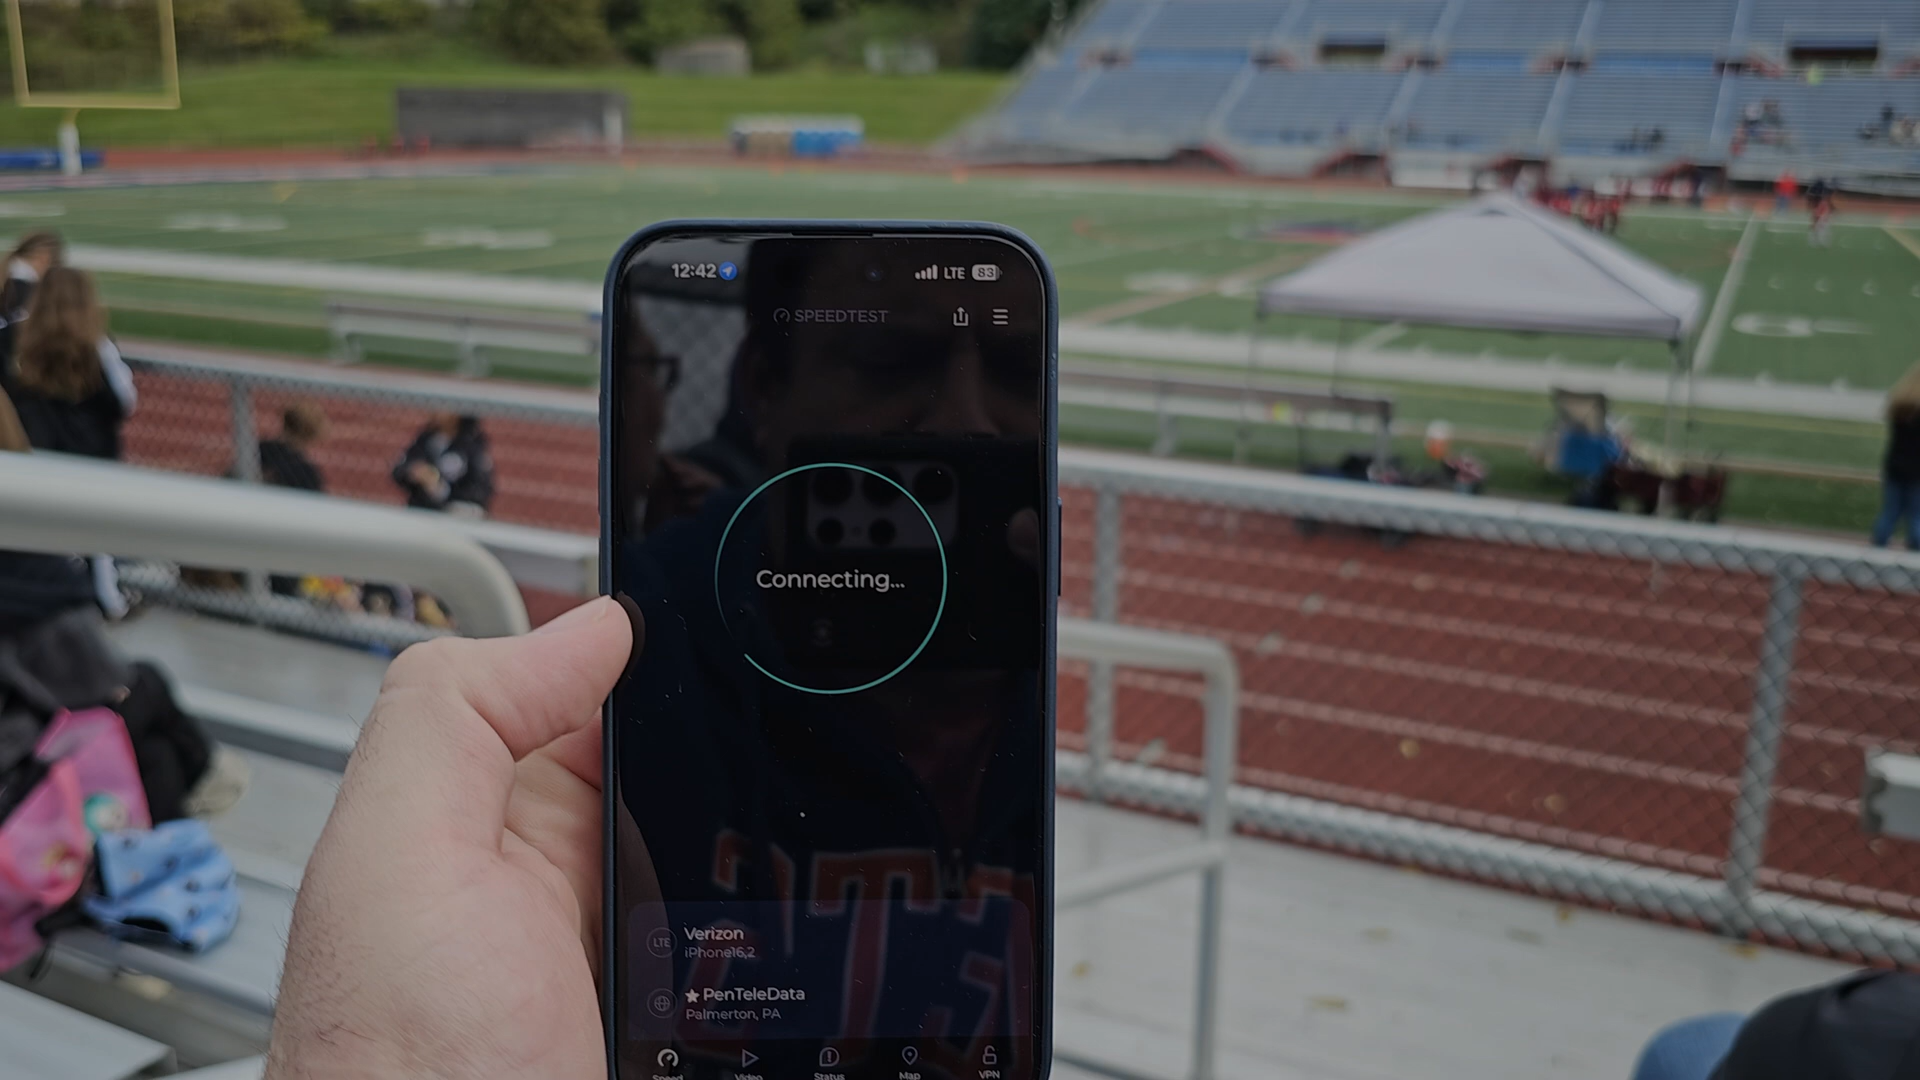 12:42 LTE 83
SPEEDTEST
Connecting...
LTE Verizon
iPhone16,2
★ PenTeleData
Palmerton, PA
Speed Video Status Map VPN